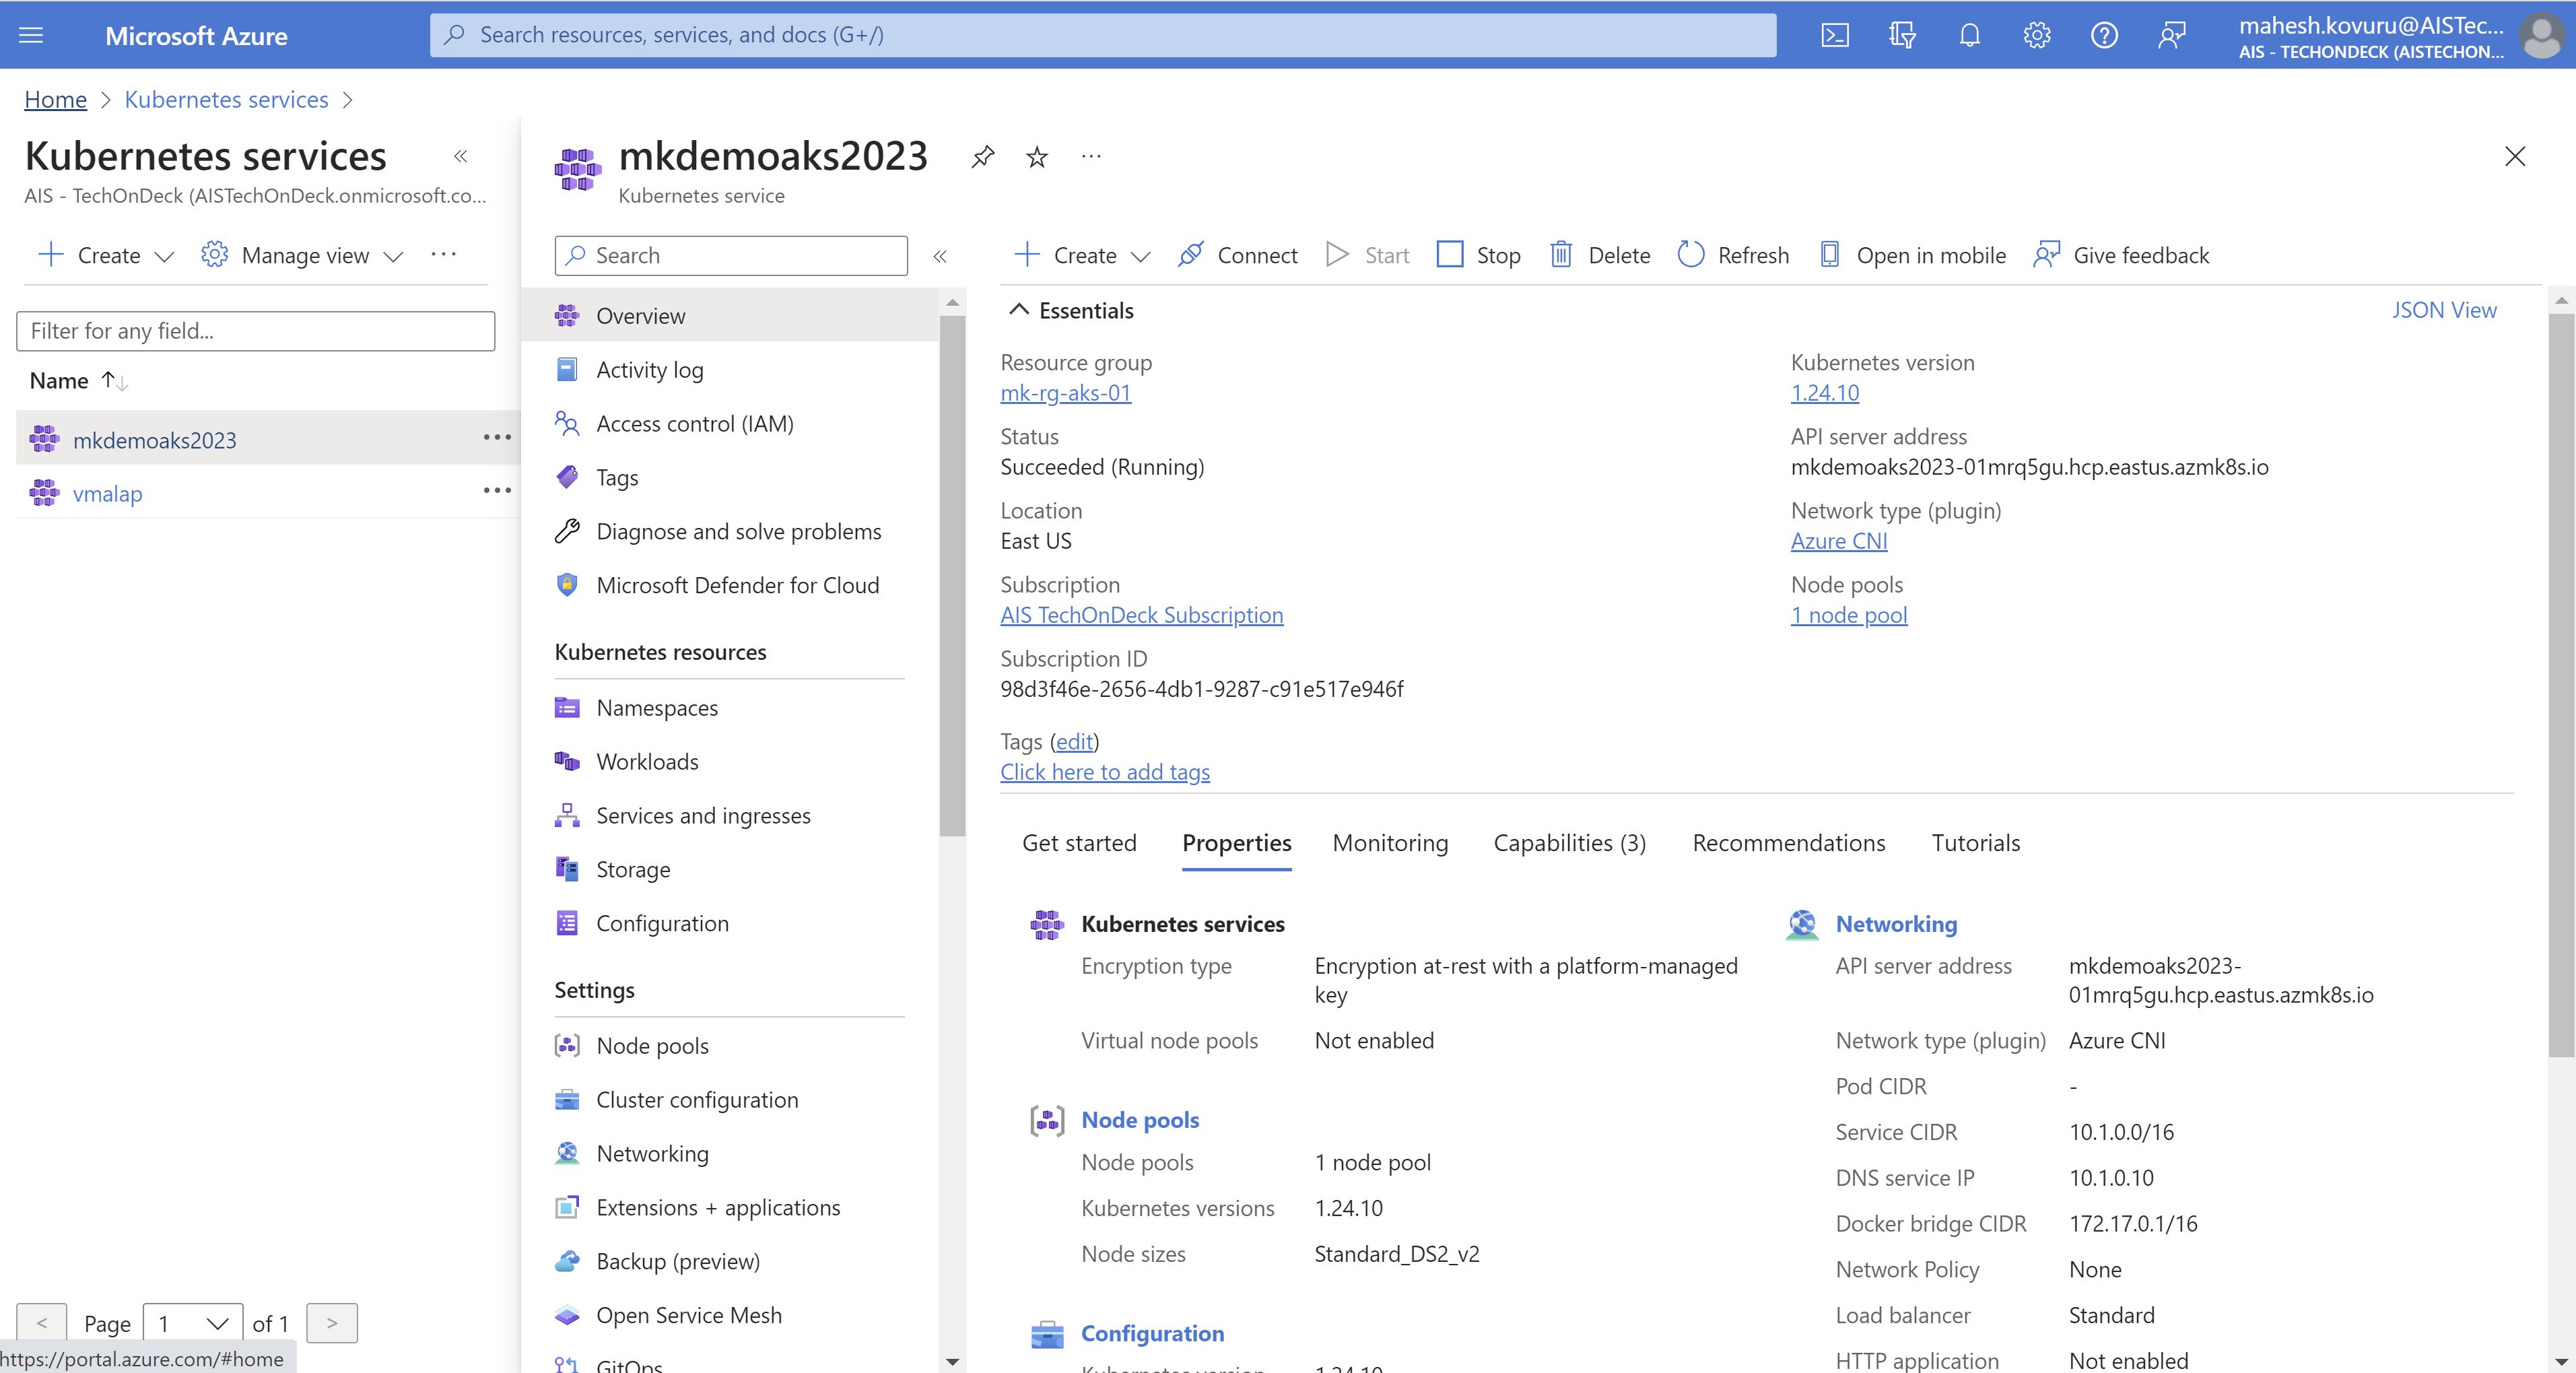 Microsoft Azure
Search resources, services, and docs (G+/)
mahesh.kovuru@AISTec...
AIS - TECHONDECK (AISTECHON...
Home > Kubernetes services >
Kubernetes services
AIS - TechOnDeck (AISTechOnDeck.onmicrosoft.co...
Create
Manage view
Filter for any field...
Name
mkdemoaks2023
vmalap
Page 1 of 1
https://portal.azure.com/#home
mkdemoaks2023
Kubernetes service
Search
Overview
Activity log
Access control (IAM)
Tags
Diagnose and solve problems
Microsoft Defender for Cloud
Kubernetes resources
Namespaces
Workloads
Services and ingresses
Storage
Configuration
Settings
Node pools
Cluster configuration
Networking
Extensions + applications
Backup (preview)
Open Service Mesh
GitOps
Create
Connect
Start
Stop
Delete
Refresh
Open in mobile
Give feedback
Essentials
JSON View
Resource group
mk-rg-aks-01
Status
Succeeded (Running)
Location
East US
Subscription
AIS TechOnDeck Subscription
Subscription ID
98d3f46e-2656-4db1-9287-c91e517e946f
Tags (edit)
Click here to add tags
Kubernetes version
1.24.10
API server address
mkdemoaks2023-01mrq5gu.hcp.eastus.azmk8s.io
Network type (plugin)
Azure CNI
Node pools
1 node pool
Get started
Properties
Monitoring
Capabilities (3)
Recommendations
Tutorials
Kubernetes services
Encryption type Encryption at-rest with a platform-managed
key
Virtual node pools Not enabled
Node pools
Node pools 1 node pool
Kubernetes versions 1.24.10
Node sizes Standard_DS2_v2
Configuration
Kubernetes version 1.24.10
Networking
API server address mkdemoaks2023-
01mrq5gu.hcp.eastus.azmk8s.io
Network type (plugin) Azure CNI
Pod CIDR -
Service CIDR 10.1.0.0/16
DNS service IP 10.1.0.10
Docker bridge CIDR 172.17.0.1/16
Network Policy None
Load balancer Standard
HTTP application Not enabled